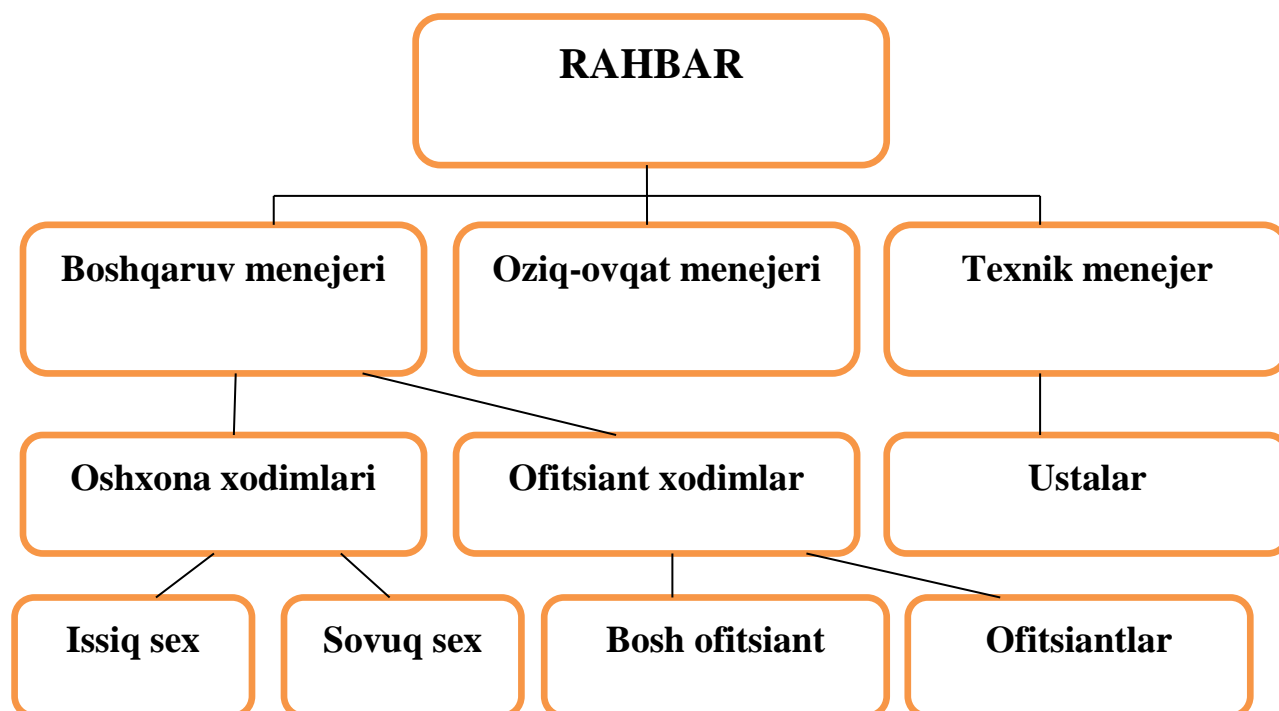 RAHBAR
Boshqaruv menejeri
Oziq-ovqat menejeri
Texnik menejer
Oshxona xodimlari
Ofitsiant xodimlar
Ustalar
Issiq sex
Sovuq sex
Bosh ofitsiant
Ofitsiantlar